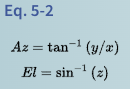 Eq. 5-2
Az = tan⁻¹ (y/x)
El = sin⁻¹ (z)